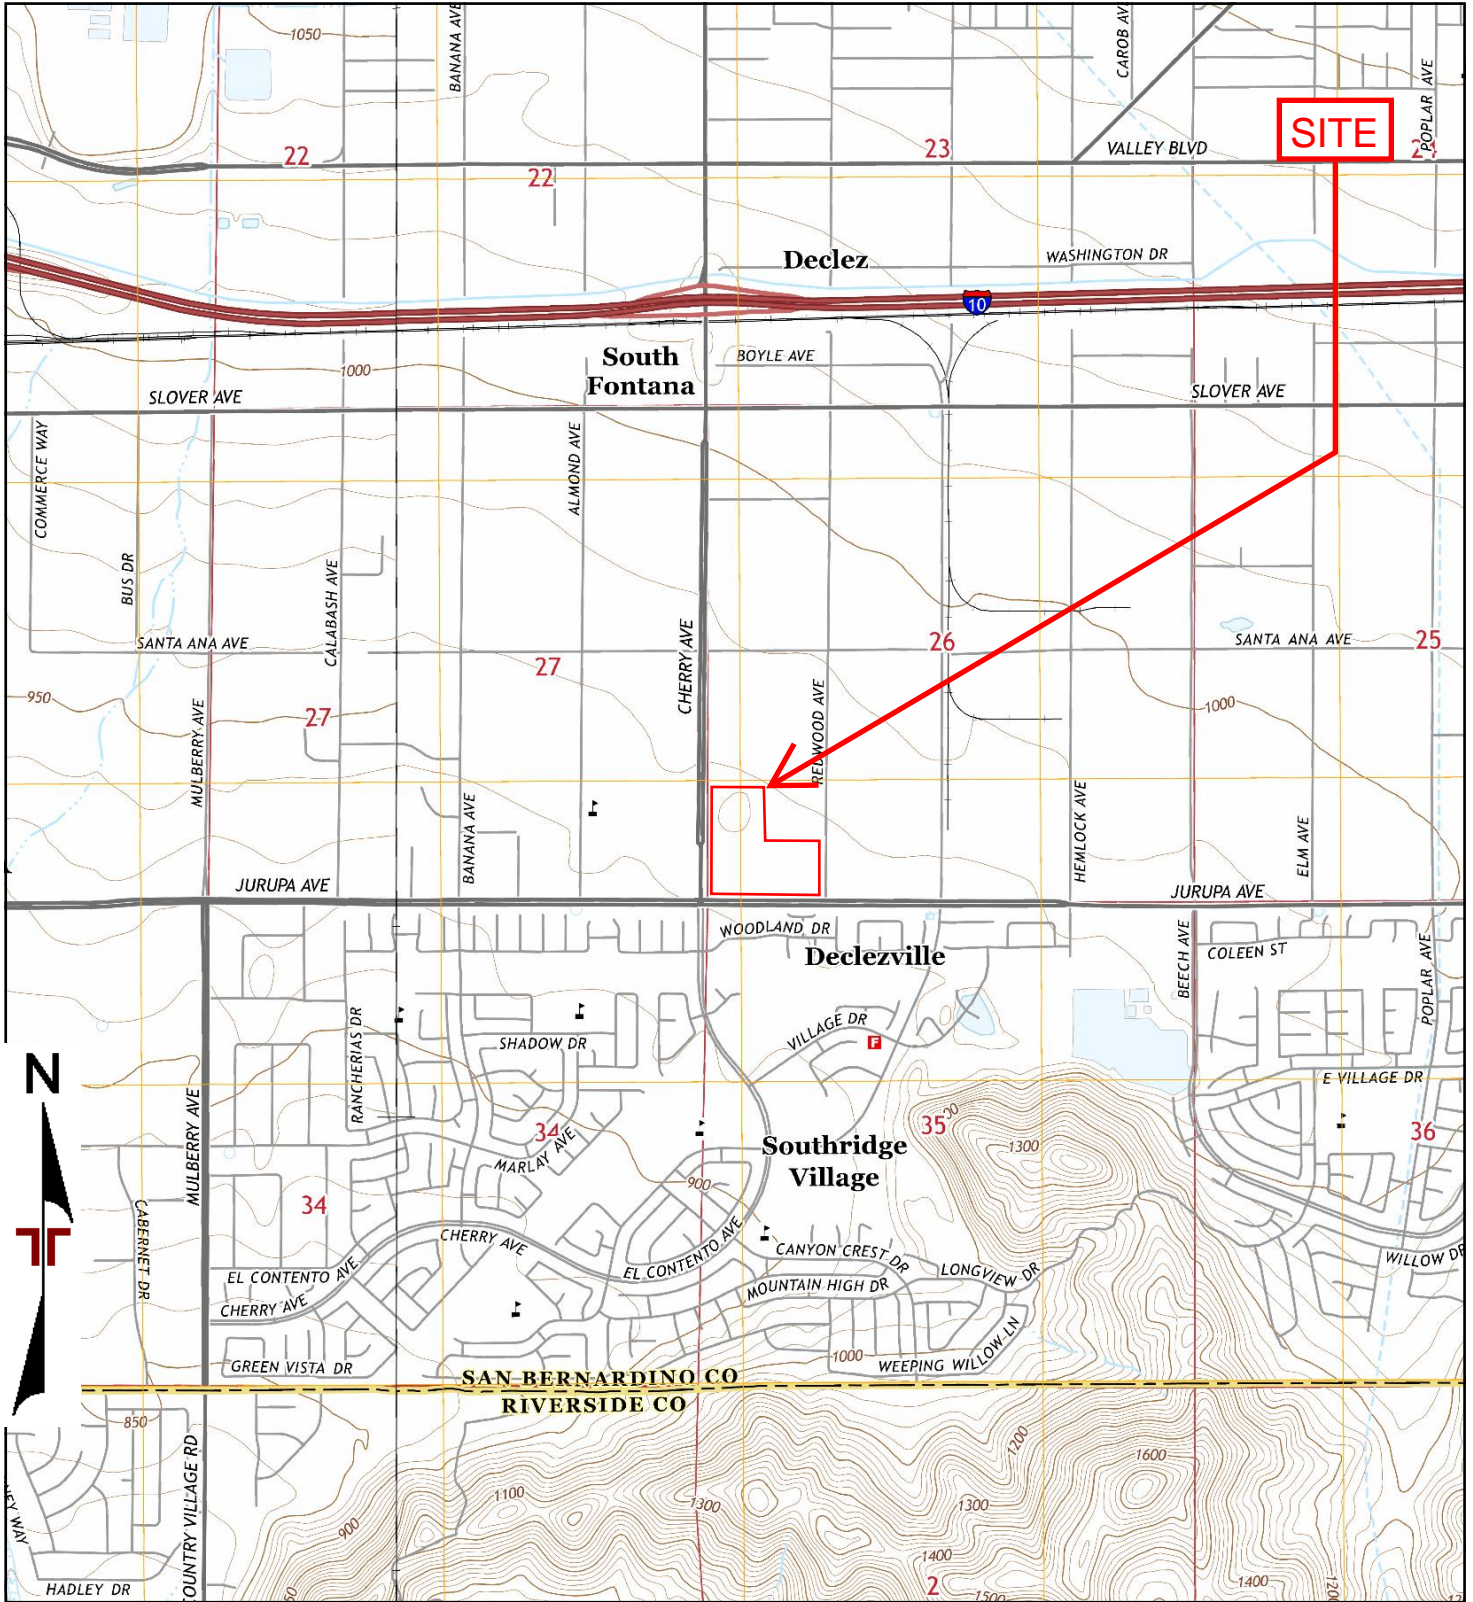 1050
BANANA AVE
CAROB AV
POPLAR AVE
SITE
22
23
VALLEY BLVD
24
22
Declez
WASHINGTON DR
10
South
Fontana
BOYLE AVE
1000
SLOVER AVE
SLOVER AVE
COMMERCE WAY
ALMOND AVE
BUS DR
CALABASH AVE
SANTA ANA AVE
CHERRY AVE
26
SANTA ANA AVE
25
27
950
27
MULBERRY AVE
REDWOOD AVE
1000
BANANA AVE
HEMLOCK AVE
ELM AVE
JURUPA AVE
JURUPA AVE
WOODLAND DR
Declezville
BEECH AVE
COLEEN ST
POPLAR AVE
RANCHERIAS DR
SHADOW DR
VILLAGE DR
F
N
MULBERRY AVE
E VILLAGE DR
34
MARLAY AVE
35
1300
36
Southridge
Village
900
34
CABERNET DR
CHERRY AVE
EL CONTENTO AVE
EL CONTENTO AVE
CANYON CREST DR
LONGVIEW DR
WILLOW DR
MOUNTAIN HIGH DR
CHERRY AVE
GREEN VISTA DR
1000
WEEPING WILLOW LN
SAN BERNARDINO CO
RIVERSIDE CO
850
COUNTRY VILLAGE RD
1200
1600
1100
1300
1300
900
1400
2
1500
1400
1200
HADLEY DR